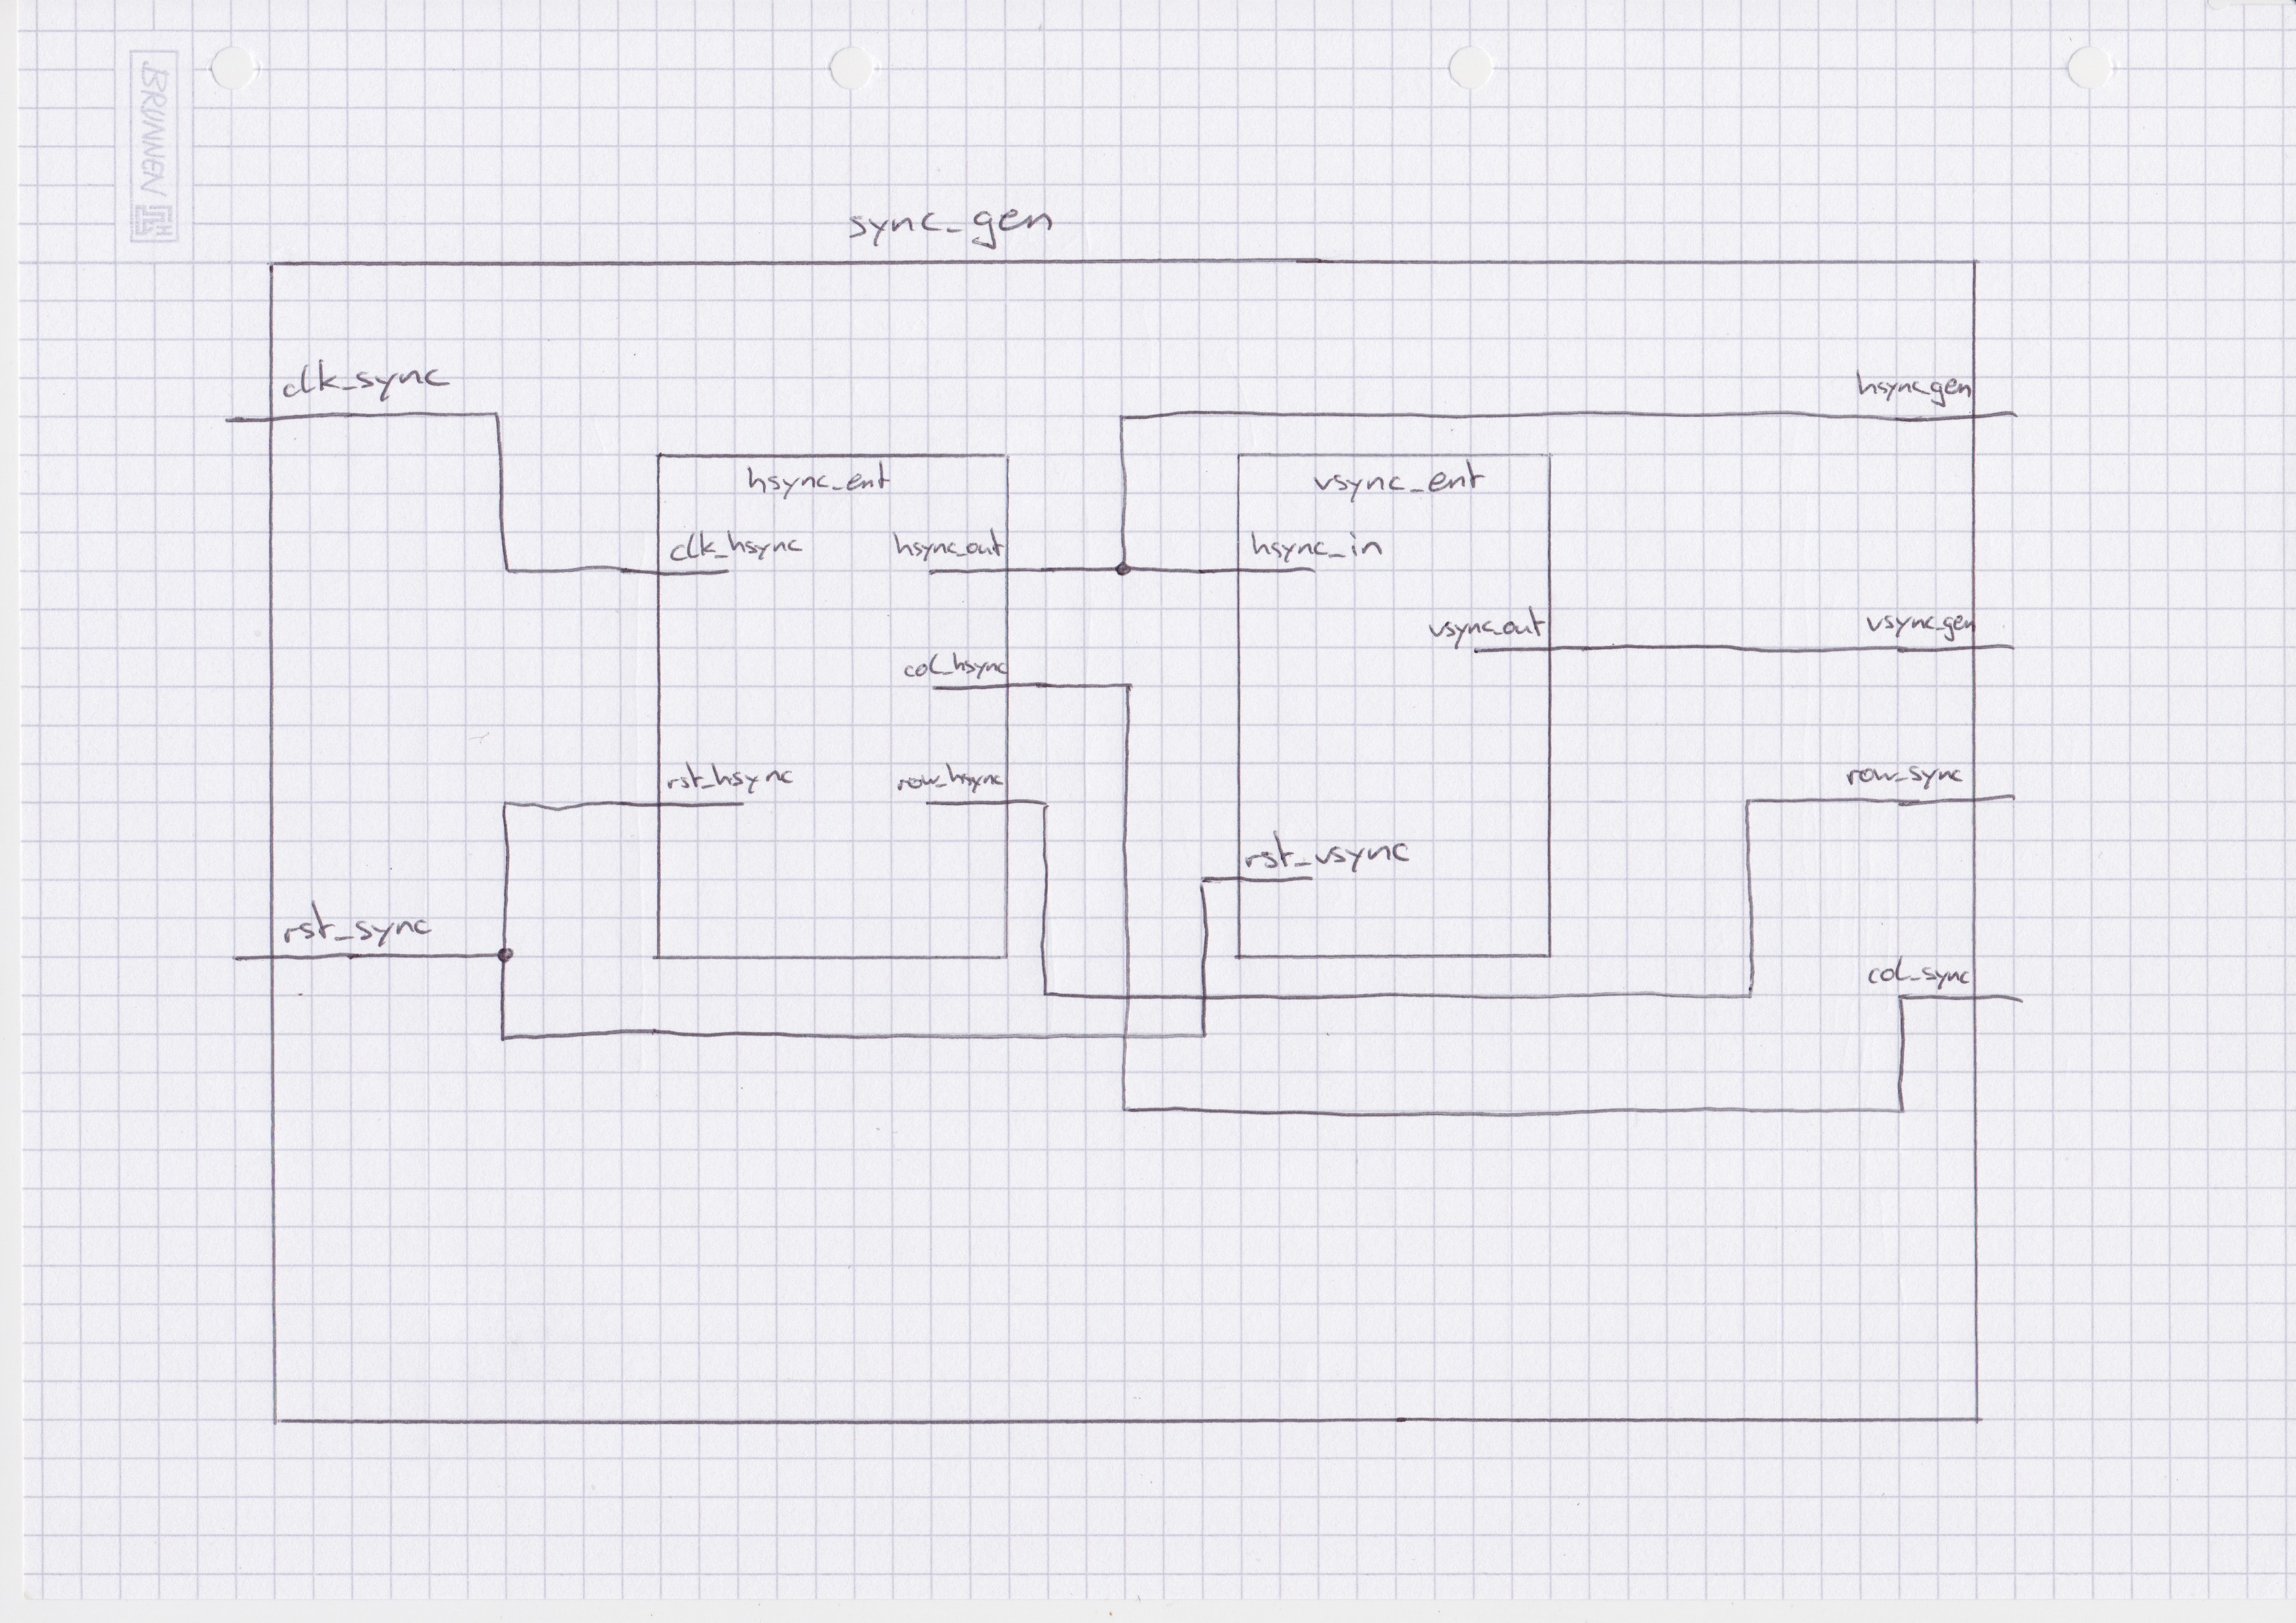 BRUNNEN
sync_gen
clk_sync
hsync_gen
hsync_ent
vsync_ent
clk_hsync
hsync_out
hsync_in
vsync_out
vsync_gen
col_hsync
rst_hsync
row_hsync
row_sync
rst_vsync
rst_sync
col_sync